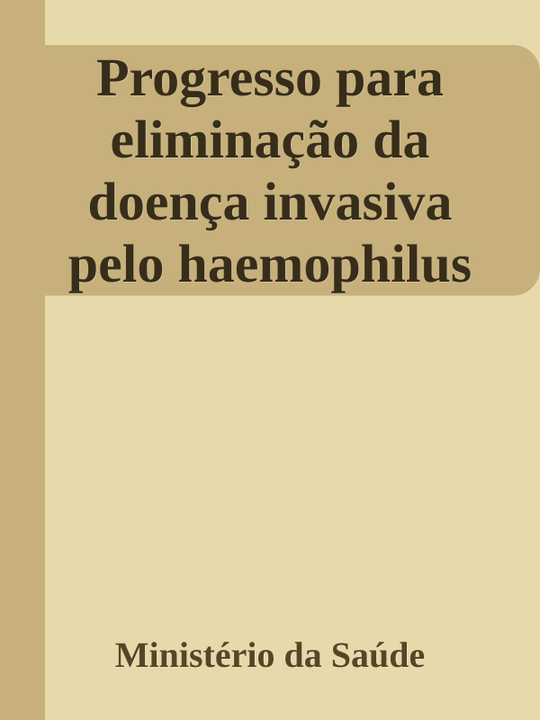 Progresso para
eliminação da
doença invasiva
pelo haemophilus
Ministério da Saúde